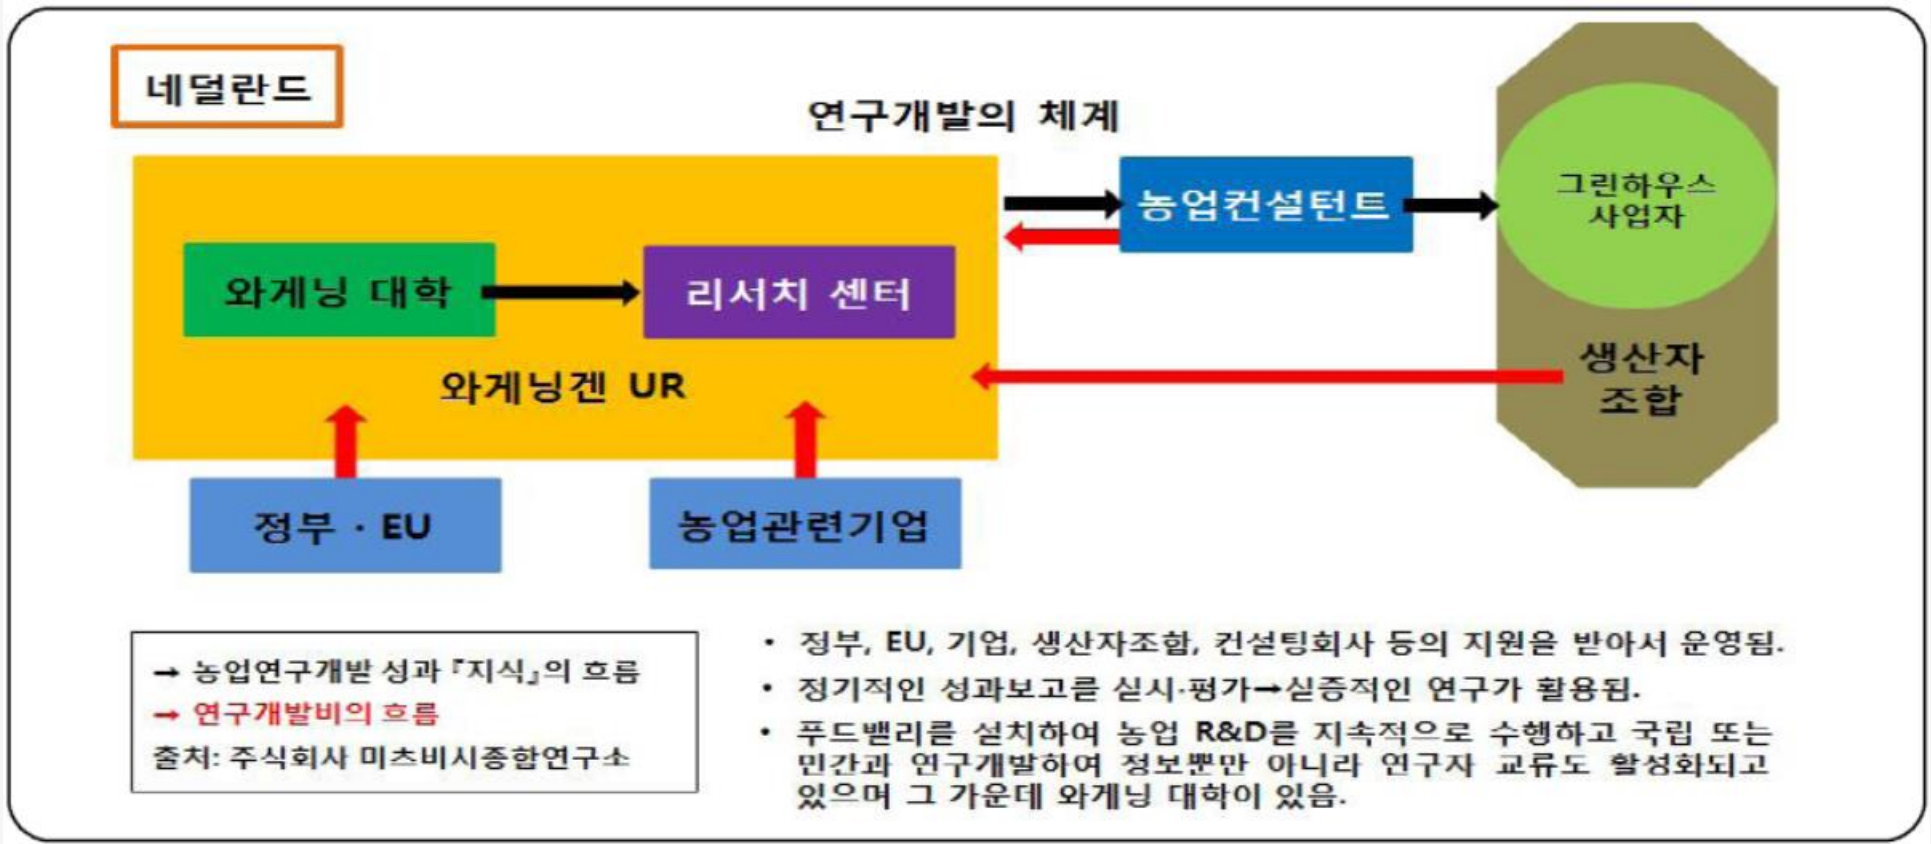 네덜란드
연구개발의 체계
농업컨설턴트
그린하우스
사업자
와게닝 대학
리서치 센터
와게닝겐 UR
생산자
조합
정부 · EU
농업관련기업
→ 농업연구개발 성과『지식』의 흐름
→ 연구개발비의 흐름
출처: 주식회사 미츠비시종합연구소
• 정부, EU, 기업, 생산자조합, 컨설팅회사 등의 지원을 받아서 운영됨.
• 정기적인 성과보고를 실시·평가→실증적인 연구가 활용됨.
• 푸드밸리를 설치하여 농업 R&D를 지속적으로 수행하고 국립 또는
민간과 연구개발하여 정보뿐만 아니라 연구자 교류도 활성화되고
있으며 그 가운데 와게닝 대학이 있음.